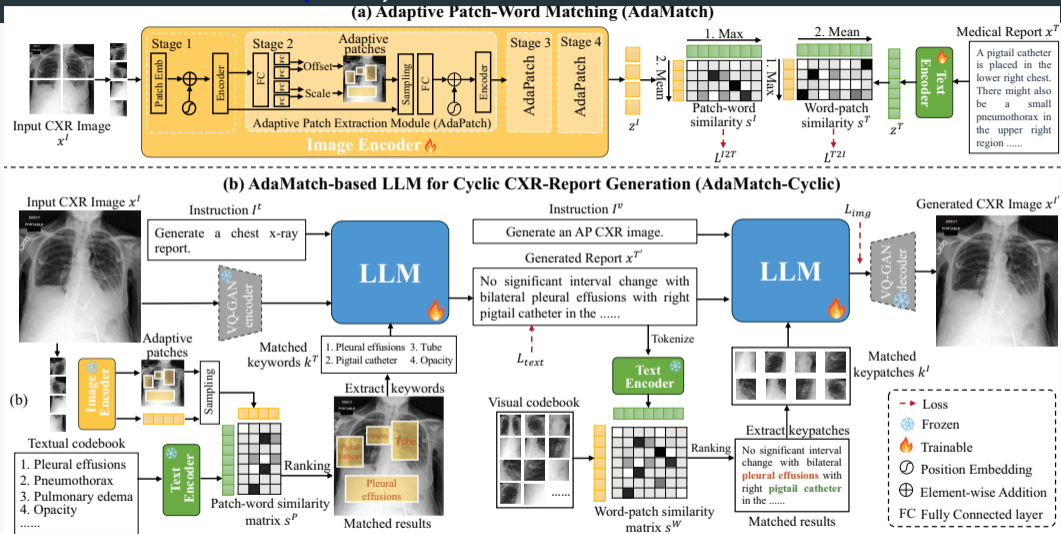 (a) Adaptive Patch-Word Matching (AdaMatch)
Stage 1
Patch Emb
Encoder
Stage 2
FC
FC
FC
FC
FC
Offset
Scale
Adaptive
patches
Sampling
FC
Encoder
Adaptive Patch Extraction Module (AdaPatch)
Stage 3
AdaPatch
Stage 4
AdaPatch
Image Encoder
Input CXR Image
x^I
z^I
1. Max
2. Mean
Patch-word
similarity s^I
L^{I2T}
2. Mean
1. Max
Word-patch
similarity s^T
L^{T2I}
z^T
Text
Encoder
Medical Report x^T
A pigtail catheter
is placed in the
lower right chest.
There might also
be a small
pneumothorax in
the upper right
region ......
(b) AdaMatch-based LLM for Cyclic CXR-Report Generation (AdaMatch-Cyclic)
Input CXR Image x^I
Instruction I^t
Generate a chest x-ray
report.
VQ-GAN
encoder
LLM
Matched
keywords k^T
1. Pleural effusions 3. Tube
2. Pigtail catheter 4. Opacity
Extract keywords
Adaptive
patches
Image
Encoder
Sampling
(b)
Textual codebook
1. Pleural effusions
2. Pneumothorax
3. Pulmonary edema
4. Opacity
......
Text
Encoder
Patch-word similarity
matrix s^P
Ranking
Pigtail
catheter
Opacity
Tube
Pleural
effusions
Matched results
Instruction I^v
Generate an AP CXR image.
Generated Report x^{T'}
No significant interval change with
bilateral pleural effusions with right
pigtail catheter in the ......
L_{text}
Tokenize
Text
Encoder
Visual codebook
......
Word-patch similarity
matrix s^W
Ranking
LLM
L_{img}
VQ-GAN
decoder
Generated CXR Image x^{I'}
Matched
keypatches k^I
Extract keypatches
No significant interval
change with bilateral
pleural effusions with
right pigtail catheter
in the ......
Matched results
Loss
Frozen
Trainable
Position Embedding
Element-wise Addition
FC Fully Connected layer